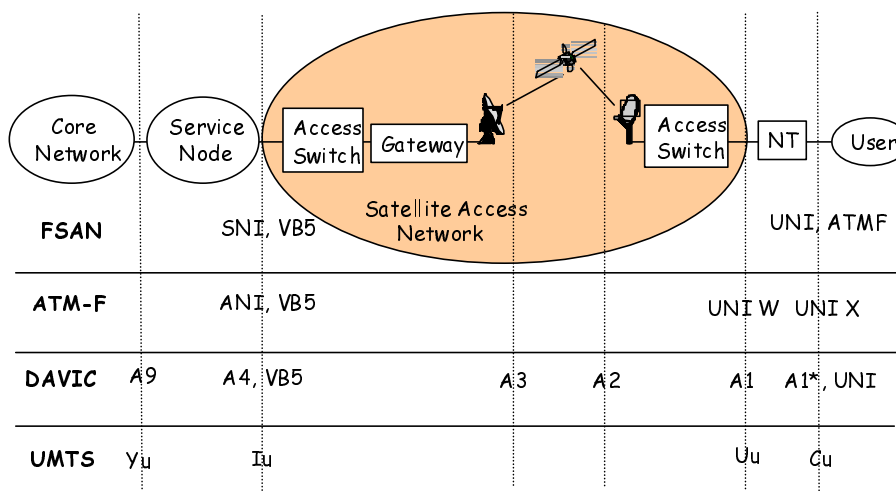 Core
Network
Service
Node
Access
Switch
Gateway
Access
Switch
NT
User
Satellite Access
Network
FSAN SNI, VB5 UNI, ATMF
ATM-F ANI, VB5 UNI W UNI X
DAVIC A9 A4, VB5 A3 A2 A1 A1*, UNI
UMTS Yu Iu Uu Cu